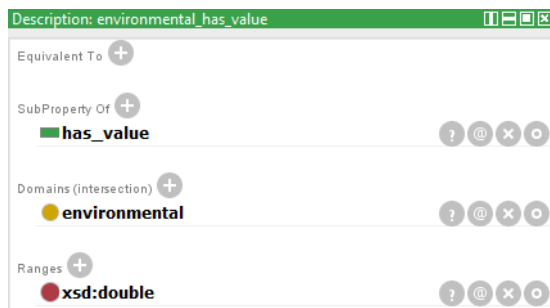 Description: environmental_has_value
Equivalent To
SubProperty Of
has_value
? @ × o
Domains (intersection)
environmental
? @ × o
Ranges
xsd:double
? @ × o